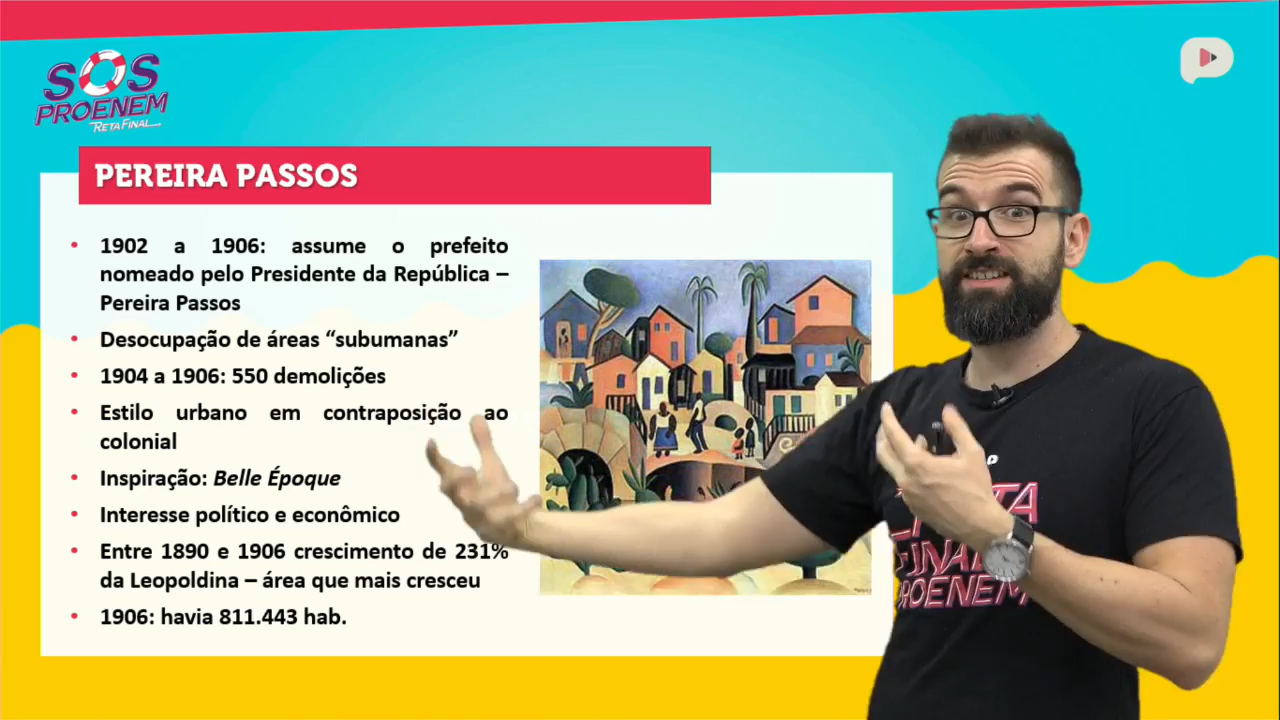 SOS
PROENEM
RETA FINAL
PEREIRA PASSOS
• 1902 a 1906: assume o prefeito
nomeado pelo Presidente da República –
Pereira Passos
• Desocupação de áreas “subumanas”
• 1904 a 1906: 550 demolições
• Estilo urbano em contraposição ao
colonial
• Inspiração: Belle Époque
• Interesse político e econômico
• Entre 1890 e 1906 crescimento de 231%
da Leopoldina – área que mais cresceu
• 1906: havia 811.443 hab.
FINAL
PROENEM